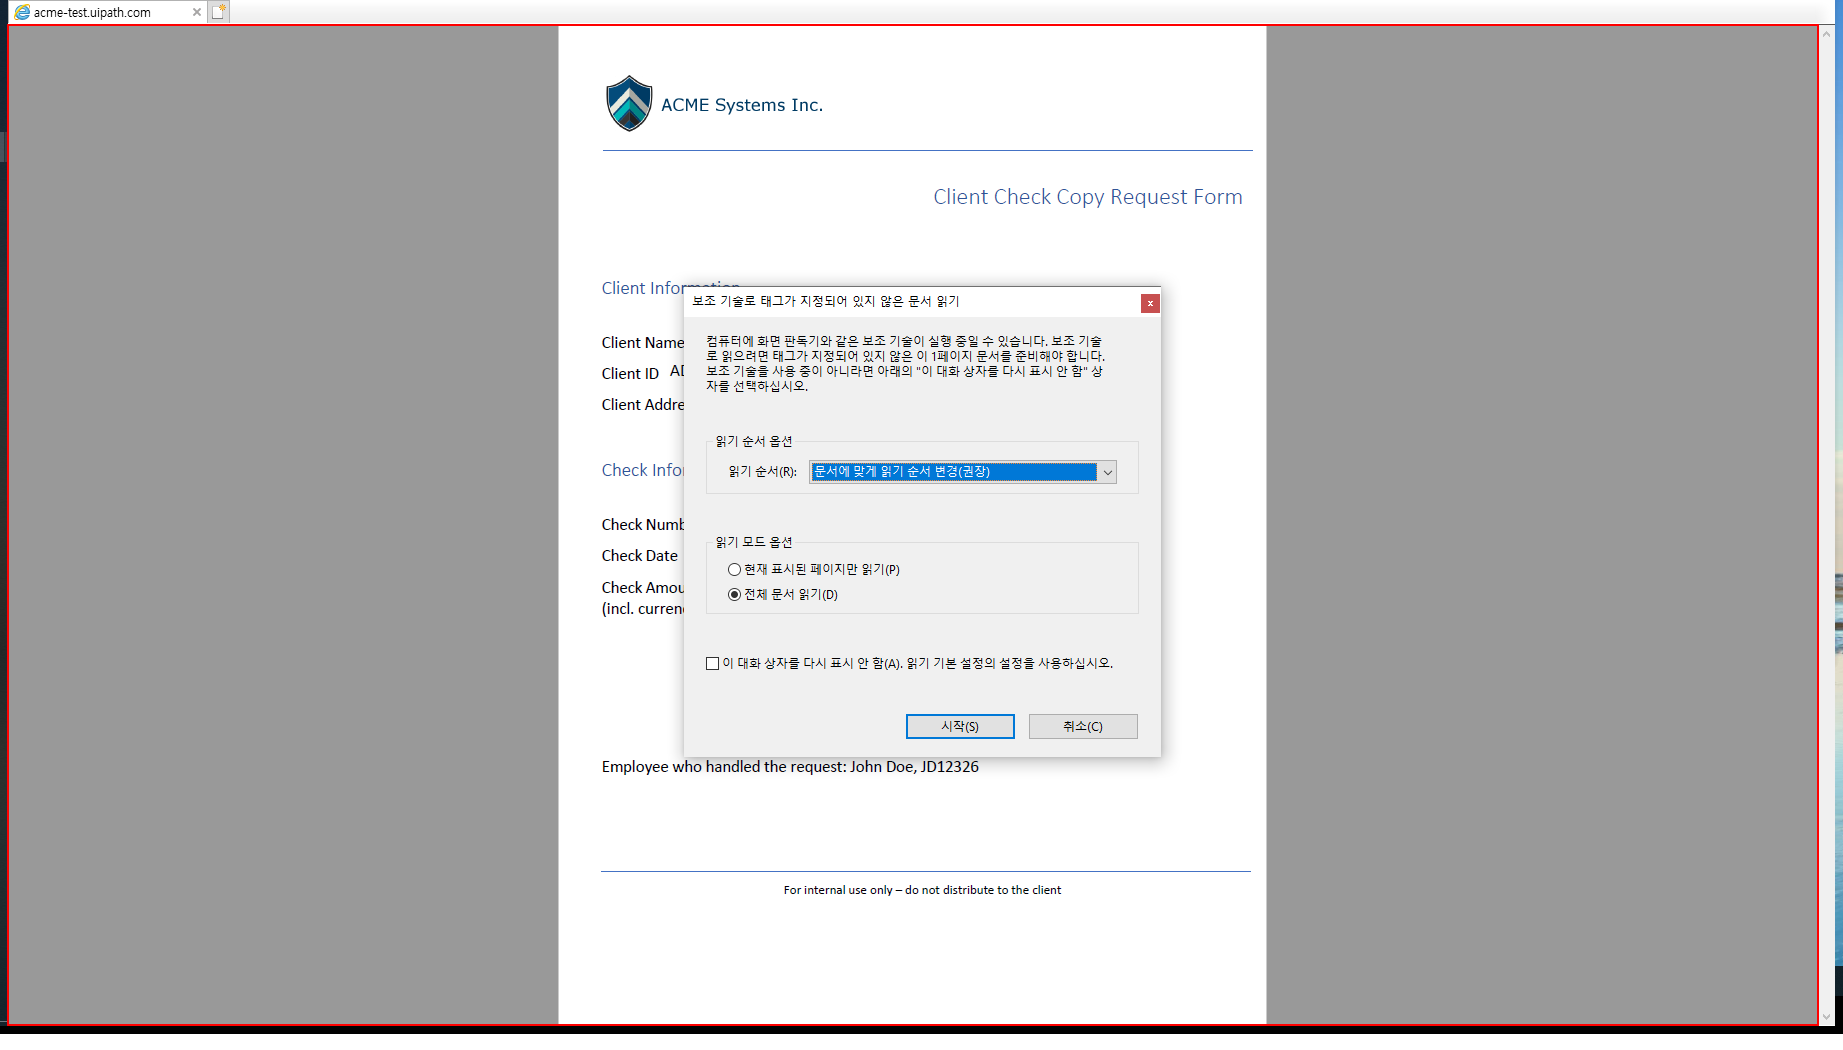 acme-test.uipath.com
ACME Systems Inc.
Client Check Copy Request Form
Client Information
보조 기술로 태그가 지정되어 있지 않은 문서 읽기
컴퓨터에 화면 판독기와 같은 보조 기술이 실행 중일 수 있습니다. 보조 기술
로 읽으려면 태그가 지정되어 있지 않은 이 1페이지 문서를 준비해야 합니다.
보조 기술을 사용 중이 아니라면 아래의 "이 대화 상자를 다시 표시 안 함" 상
자를 선택하십시오.
Client Name
Client ID
Client Addre
읽기 순서 옵션
읽기 순서(R): 문서에 맞게 읽기 순서 변경(권장)
Check Infor
Check Numb
Check Date
Check Amou
(incl. curren
읽기 모드 옵션
현재 표시된 페이지만 읽기(P)
전체 문서 읽기(D)
이 대화 상자를 다시 표시 안 함(A). 읽기 기본 설정의 설정을 사용하십시오.
시작(S) 취소(C)
Employee who handled the request: John Doe, JD12326
For internal use only – do not distribute to the client